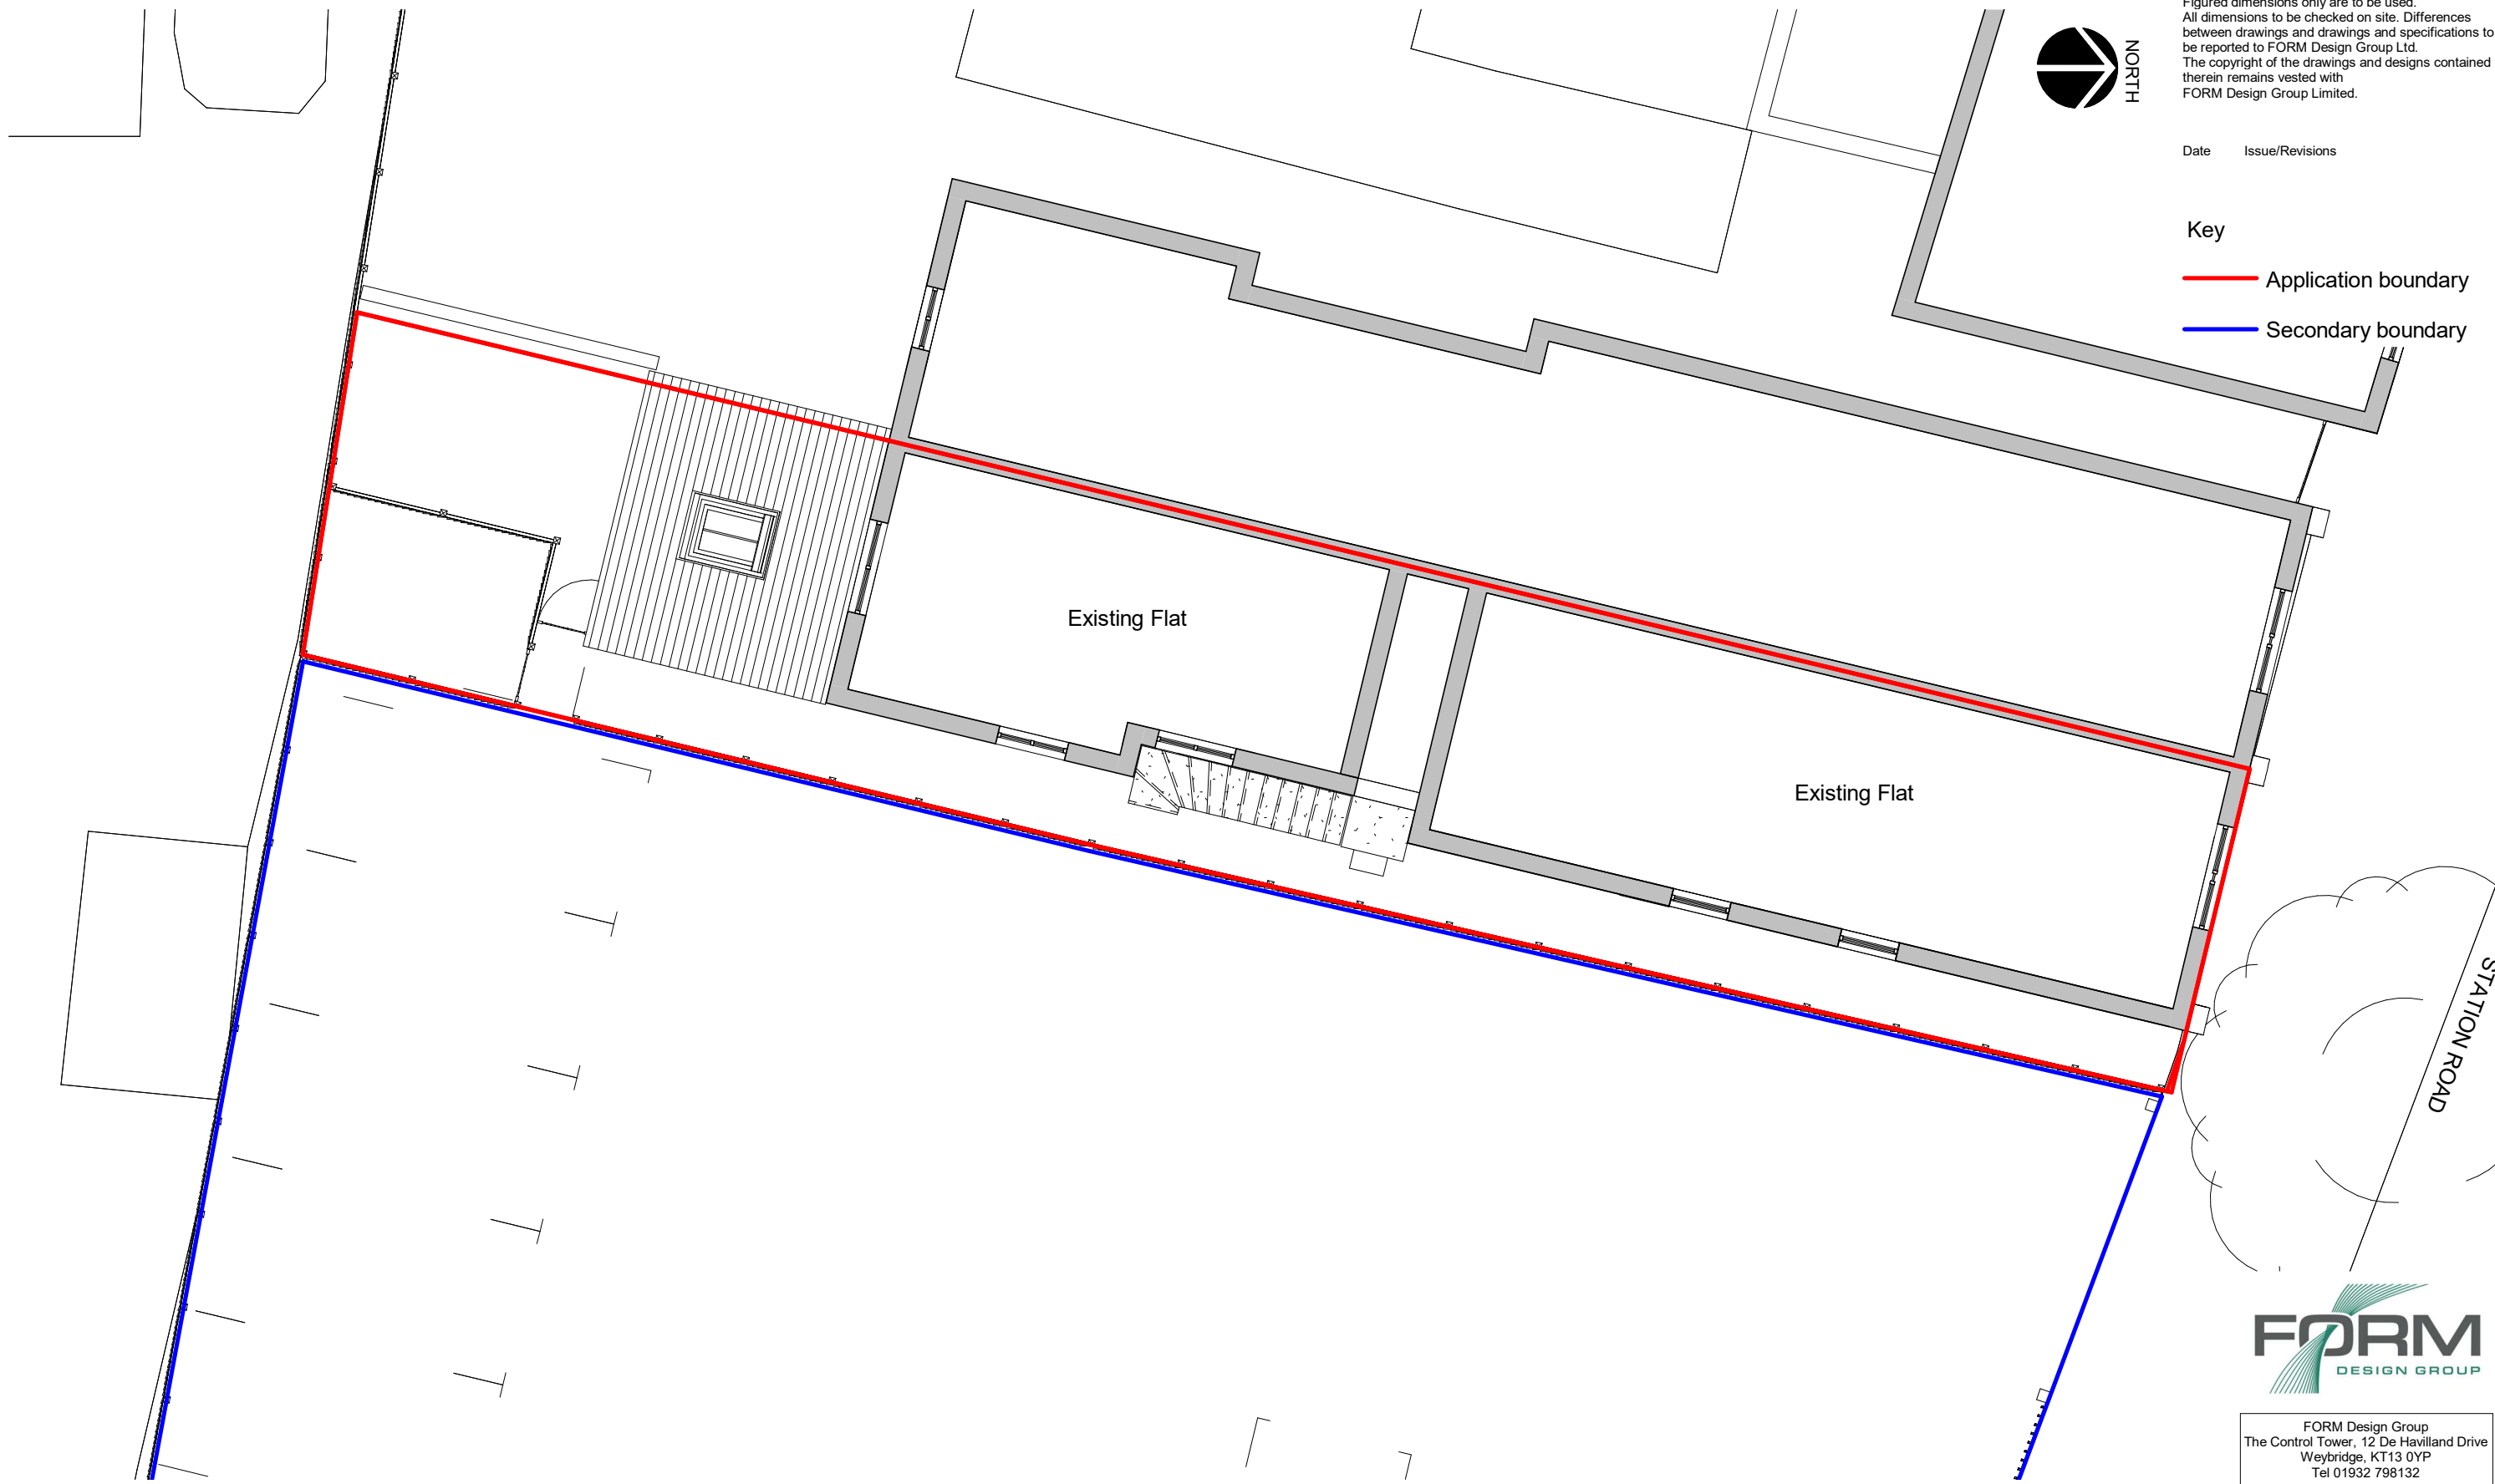 Figured dimensions only are to be used.
All dimensions to be checked on site. Differences
between drawings and drawings and specifications to
be reported to FORM Design Group Ltd.
The copyright of the drawings and designs contained
therein remains vested with
FORM Design Group Limited.
NORTH
Date Issue/Revisions
Key
Application boundary
Secondary boundary
Existing Flat
Existing Flat
STATION ROAD
FORM
DESIGN GROUP
FORM Design Group
The Control Tower, 12 De Havilland Drive
Weybridge, KT13 0YP
Tel 01932 798132